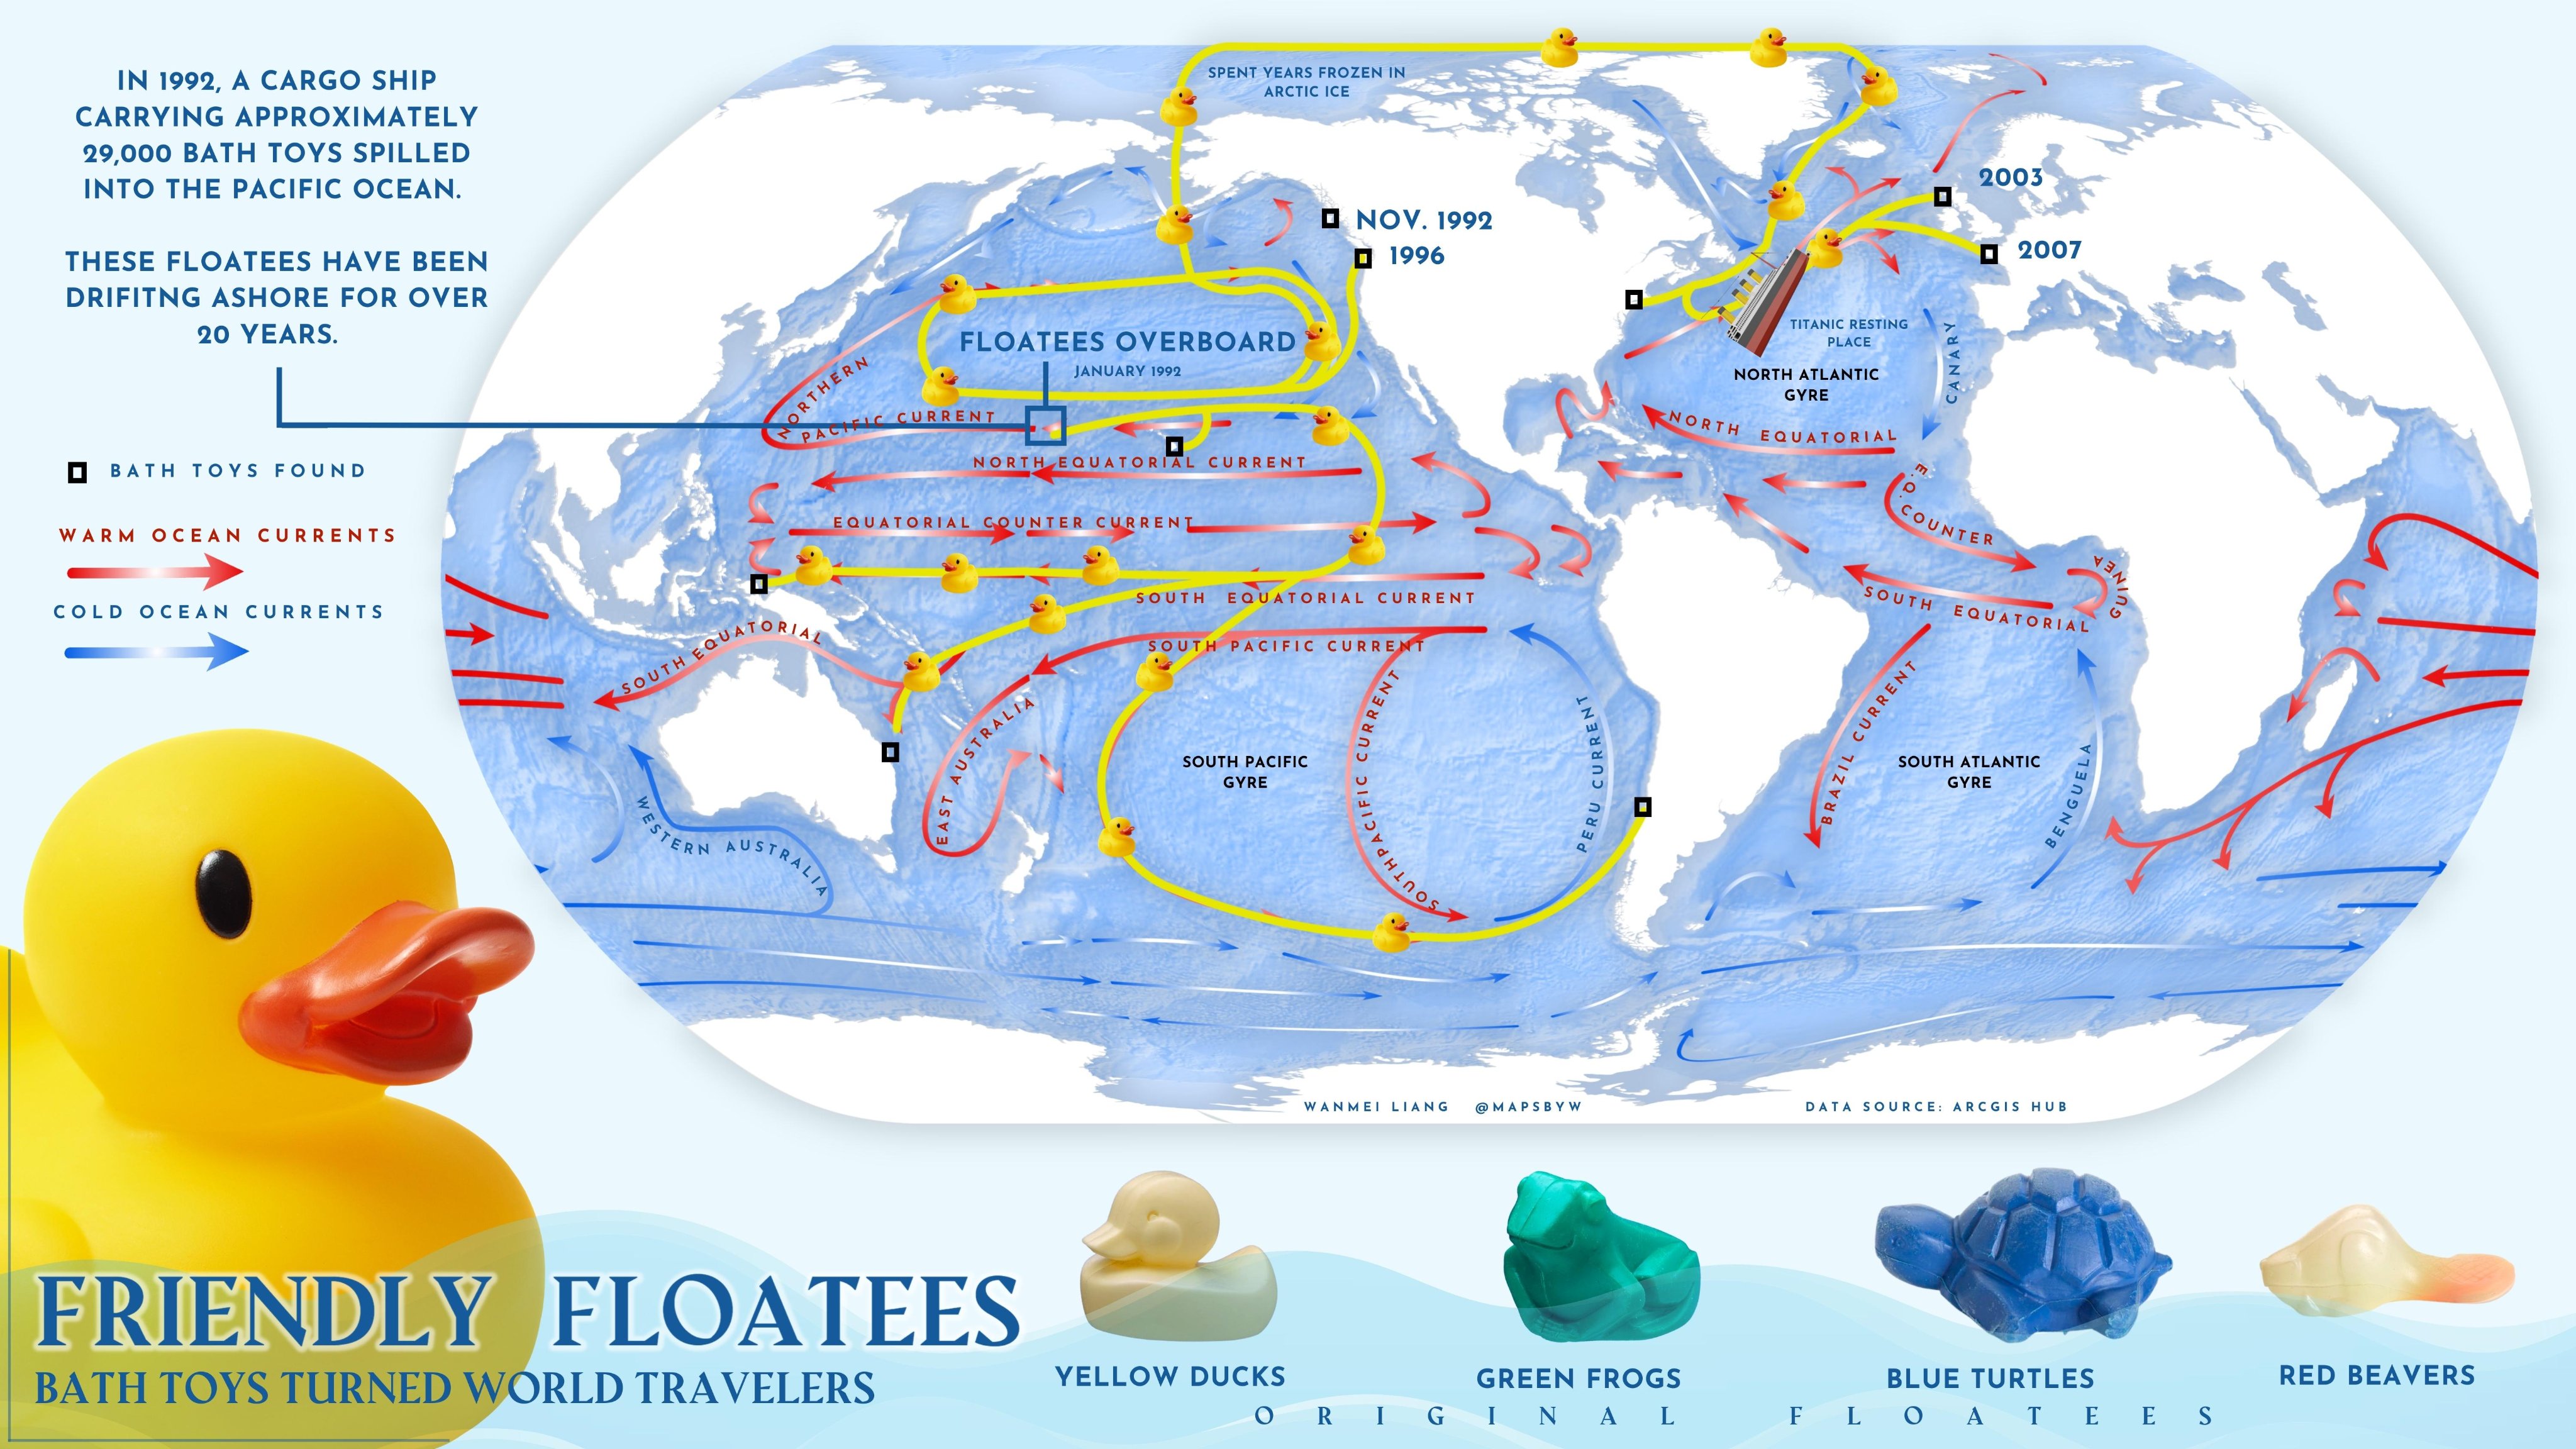 IN 1992, A CARGO SHIP
CARRYING APPROXIMATELY
29,000 BATH TOYS SPILLED
INTO THE PACIFIC OCEAN.
THESE FLOATEES HAVE BEEN
DRIFITNG ASHORE FOR OVER
20 YEARS.
BATH TOYS FOUND
WARM OCEAN CURRENTS
COLD OCEAN CURRENTS
SPENT YEARS FROZEN IN
ARCTIC ICE
NOV. 1992
1996
2003
2007
FLOATEES OVERBOARD
JANUARY 1992
TITANIC RESTING
PLACE
NORTH ATLANTIC
GYRE
CANARY
NORTHERN
PACIFIC CURRENT
NORTH EQUATORIAL CURRENT
NORTH EQUATORIAL
EQUATORIAL COUNTER CURRENT
E.Q. COUNTER
GUINEA
SOUTH EQUATORIAL CURRENT
SOUTH EQUATORIAL
SOUTH EQUATORIAL
SOUTH PACIFIC CURRENT
EAST AUSTRALIA
SOUTH PACIFIC
GYRE
SOUTHPACIFIC CURRENT
PERU CURRENT
BRAZIL CURRENT
SOUTH ATLANTIC
GYRE
BENGUELA
WESTERN AUSTRALIA
WANMEI LIANG @MAPSBYW
DATA SOURCE: ARCGIS HUB
FRIENDLY FLOATEES
BATH TOYS TURNED WORLD TRAVELERS
YELLOW DUCKS
GREEN FROGS
BLUE TURTLES
RED BEAVERS
ORIGINAL FLOATEES